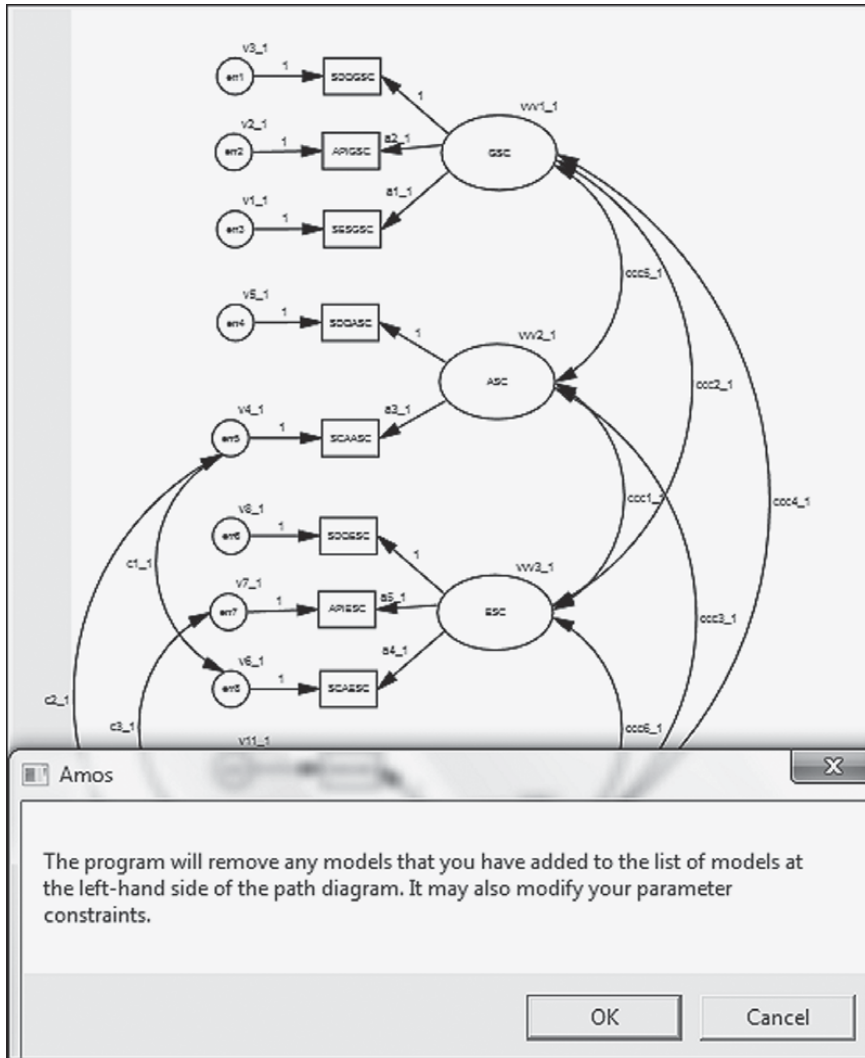 v3_1
err1
1
SDQGSC
1
vvv1_1
v2_1
err2
1
APIGSC
a2_1
GSC
v1_1
err3
1
SESGSC
a1_1
ccc5_1
v5_1
err4
1
SDQASC
1
vvv2_1
ASC
ccc2_1
v4_1
err5
1
SCAASC
a3_1
ccc1_1
ccc4_1
v8_1
err6
1
SDQESC
1
vvv3_1
c1_1
v7_1
err7
1
APIESC
a5_1
ESC
ccc3_1
v6_1
1
SCAESC
a4_1
c2_1
c3_1
ccc6_1
v11_1
Amos
The program will remove any models that you have added to the list of models at
the left-hand side of the path diagram. It may also modify your parameter
constraints.
OK
Cancel